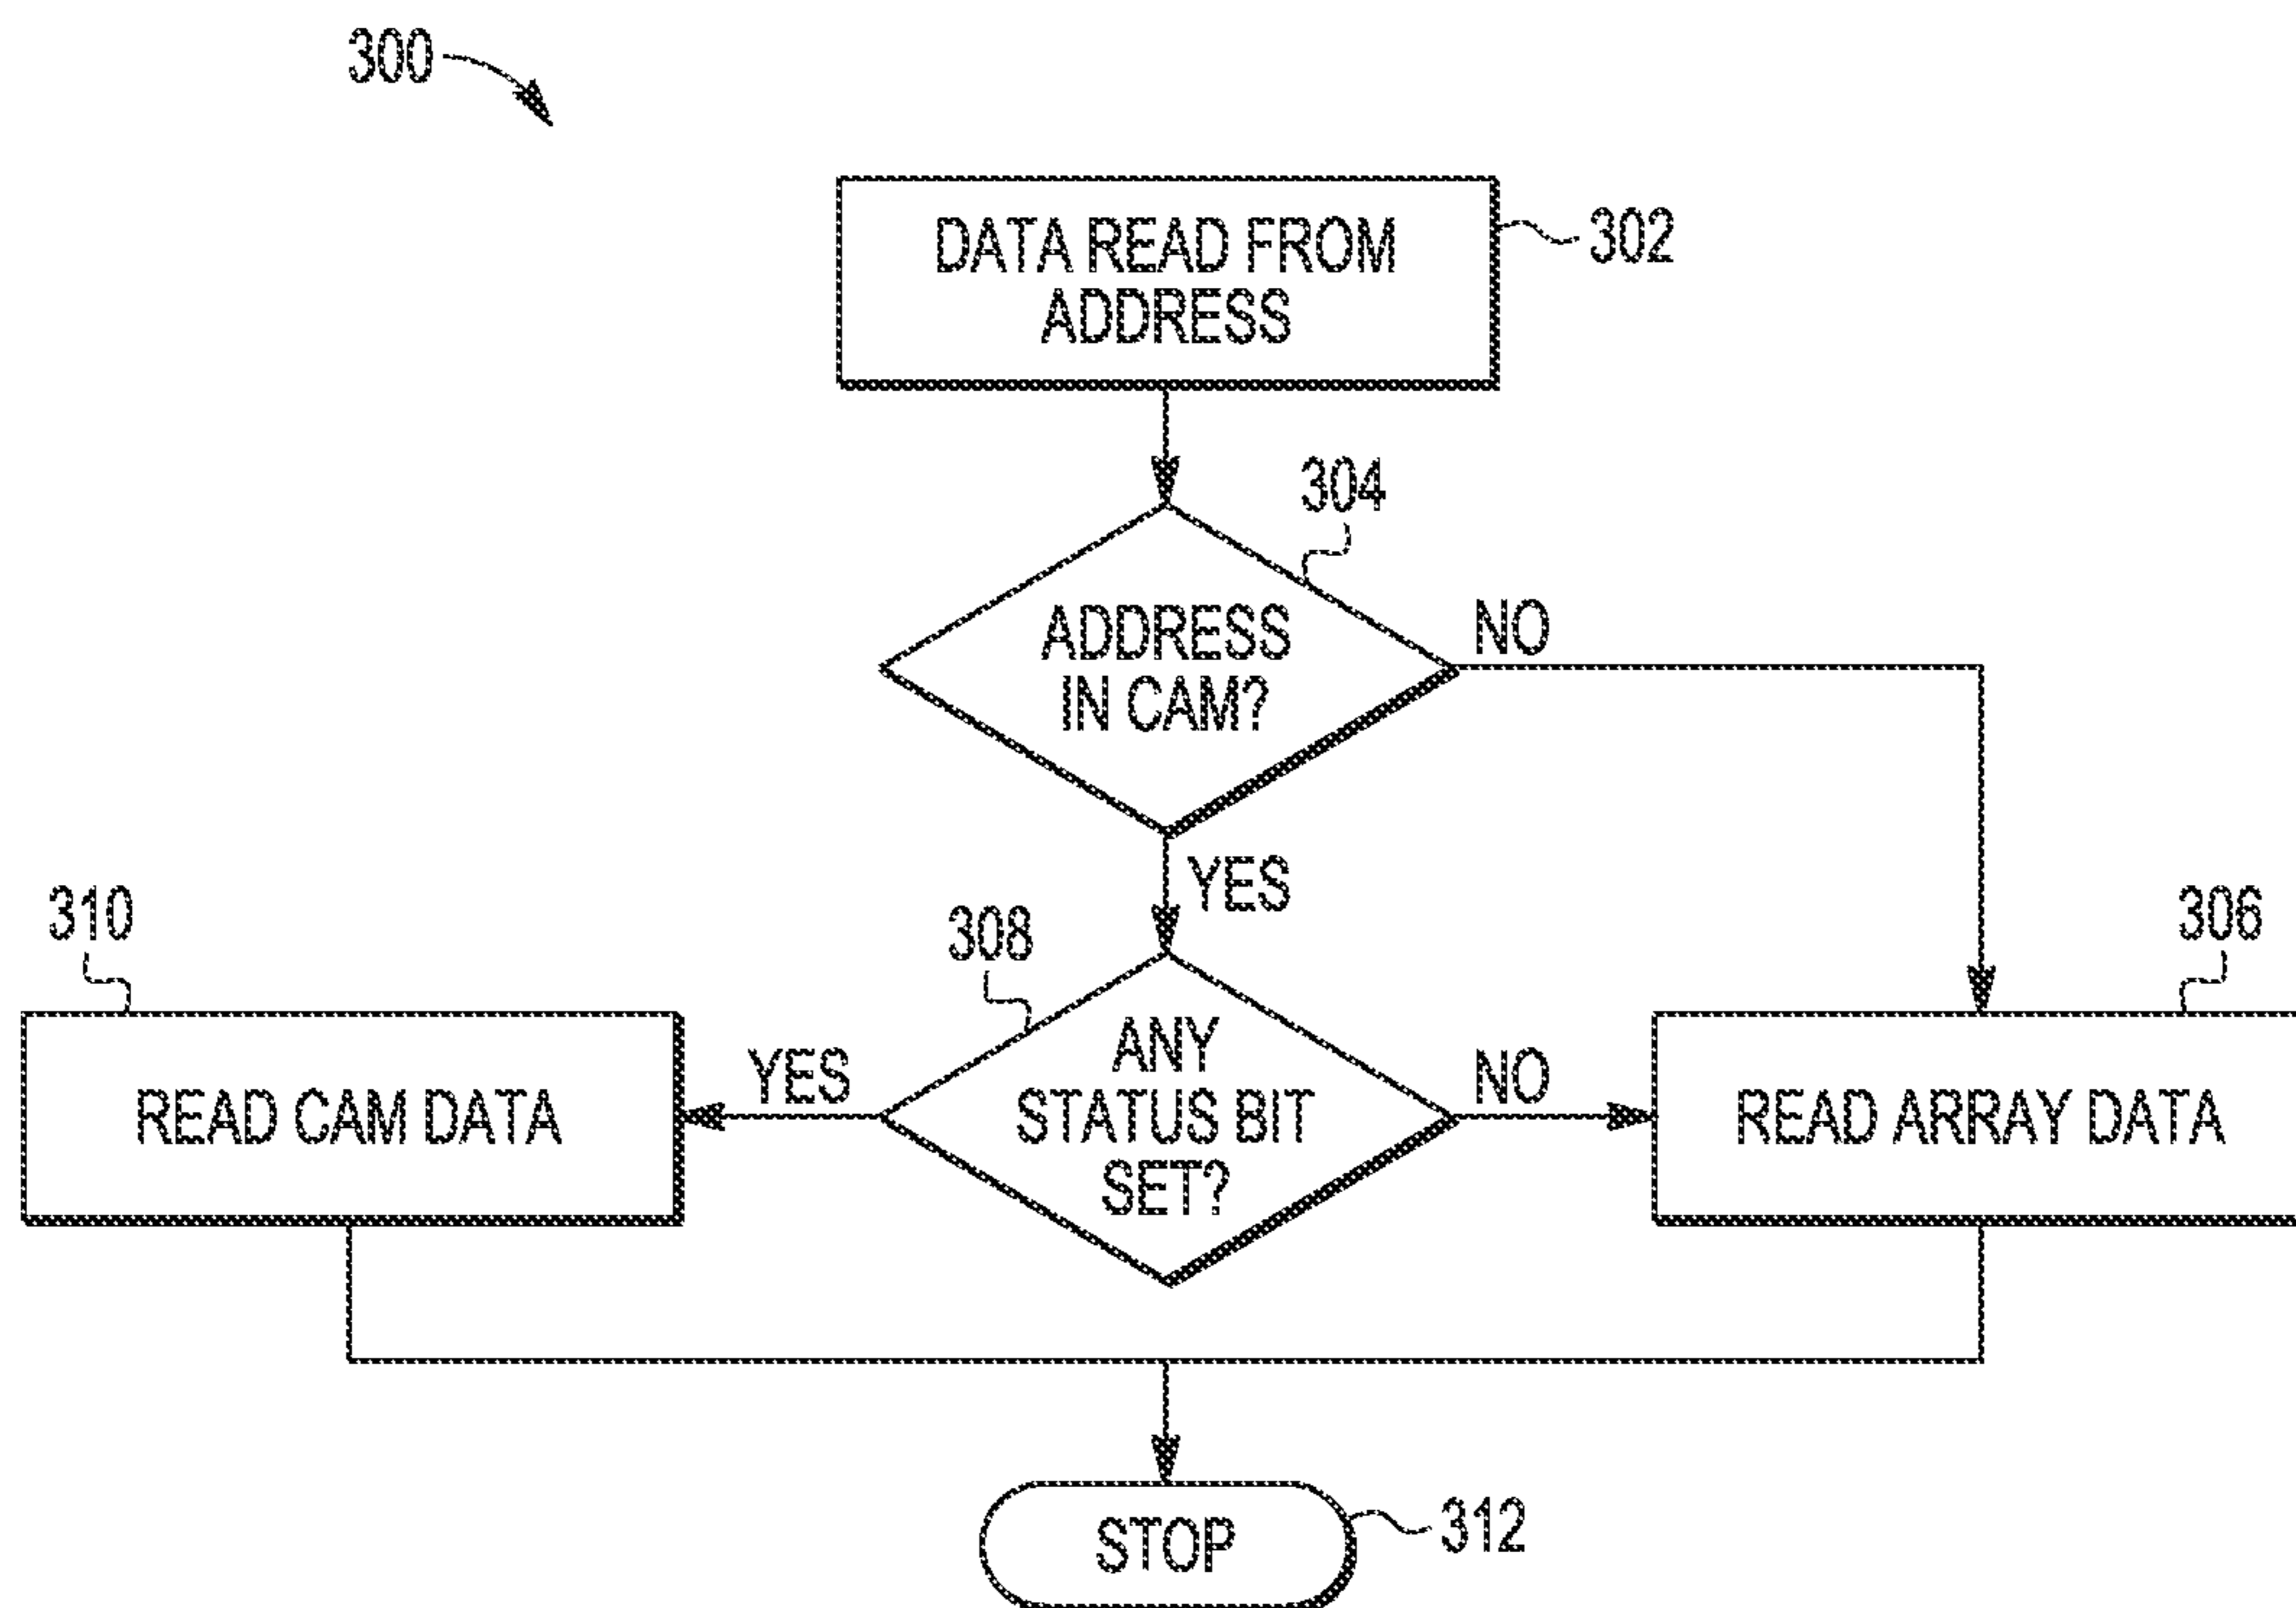 300
DATA READ FROM
ADDRESS
302
304
ADDRESS
IN CAM?
NO
YES
310
308
306
READ CAM DATA
YES
ANY
STATUS BIT
SET?
NO
READ ARRAY DATA
STOP
312